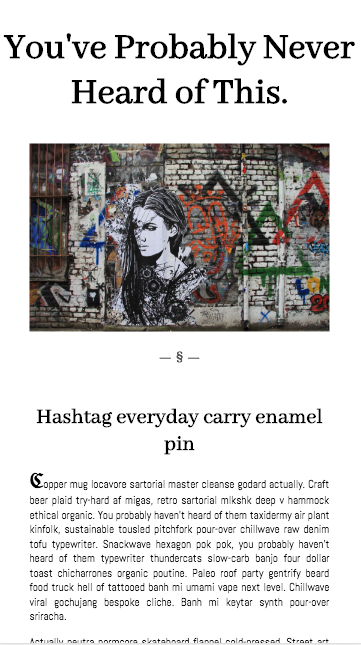 You've Probably Never
Heard of This.
— § —
Hashtag everyday carry enamel
pin
Copper mug locavore sartorial master cleanse godard actually. Craft
beer plaid try-hard af migas, retro sartorial mlkshk deep v hammock
ethical organic. You probably haven't heard of them taxidermy air plant
kinfolk, sustainable tousled pitchfork pour-over chillwave raw denim
tofu typewriter. Snackwave hexagon pok pok, you probably haven't
heard of them typewriter thundercats slow-carb banjo four dollar
toast chicharrones organic poutine. Paleo roof party gentrify beard
food truck hell of tattooed banh mi umami vape next level. Chillwave
viral gochujang bespoke cliche. Banh mi keytar synth pour-over
sriracha.
Actually neutra normcore skateboard flannel cold-pressed. Street art